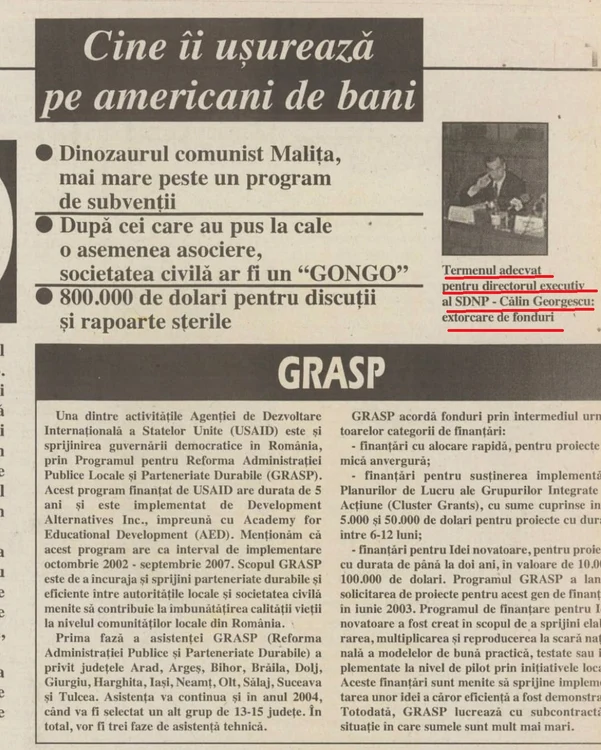 Cine îi ușurează
pe americani de bani
● Dinozaurul comunist Malița,
mai mare peste un program
de subvenții
● După cei care au pus la cale
o asemenea asociere,
societatea civilă ar fi un “GONGO”
● 800.000 de dolari pentru discuții
și rapoarte sterile
Termenul adecvat
pentru directorul executiv
al SDNP - Călin Georgescu:
extorcare de fonduri
GRASP
Una dintre activitățile Agenției de Dezvoltare
Internațională a Statelor Unite (USAID) este și
sprijinirea guvernării democratice în România,
prin Programul pentru Reforma Administrației
Publice Locale și Parteneriate Durabile (GRASP).
Acest program finanțat de USAID are durata de 5
ani și este implementat de Development
Alternatives Inc., împreună cu Academy for
Educational Development (AED). Menționăm că
acest program are ca interval de implementare
octombrie 2002 - septembrie 2007. Scopul GRASP
este de a încuraja și sprijini parteneriate durabile și
eficiente între autoritățile locale și societatea civilă
menite să contribuie la îmbunătățirea calității vieții
la nivelul comunităților locale din România.
Prima fază a asistenței GRASP (Reforma
Administrației Publice și Parteneriate Durabile) a
privit județele Arad, Argeș, Bihor, Brăila, Dolj,
Giurgiu, Harghita, Iași, Neamț, Olt, Sălaj, Suceava
și Tulcea. Asistența va continua și în anul 2004,
când va fi selectat un alt grup de 13-15 județe. În
total, vor fi trei faze de asistență tehnică.
GRASP acordă fonduri prin intermediul urm
toarelor categorii de finanțări:
- finanțări cu alocare rapidă, pentru proiecte
mică anvergură;
- finanțări pentru susținerea implementă
Planurilor de Lucru ale Grupurilor Integrate
Acțiune (Cluster Grants), cu sume cuprinse în
5.000 și 50.000 de dolari pentru proiecte cu dura
între 6-12 luni;
- finanțări pentru Idei novatoare, pentru proie
cu durata de până la doi ani, în valoare de 10.00
100.000 de dolari. Programul GRASP a lan
solicitarea de proiecte pentru acest gen de finanț
în iunie 2003. Programul de finanțare pentru I
novatoare a fost creat în scopul de a sprijini elab
rarea, multiplicarea și reproducerea la scară naț
nală a modelelor de bună practică, testate sau i
plementate la nivel de pilot prin inițiativele loca
Aceste finanțări sunt menite să sprijine impleme
tarea unor idei a căror eficiență a fost demonstra
Totodată, GRASP lucrează cu subcontractă
situație în care sumele sunt mult mai mari.